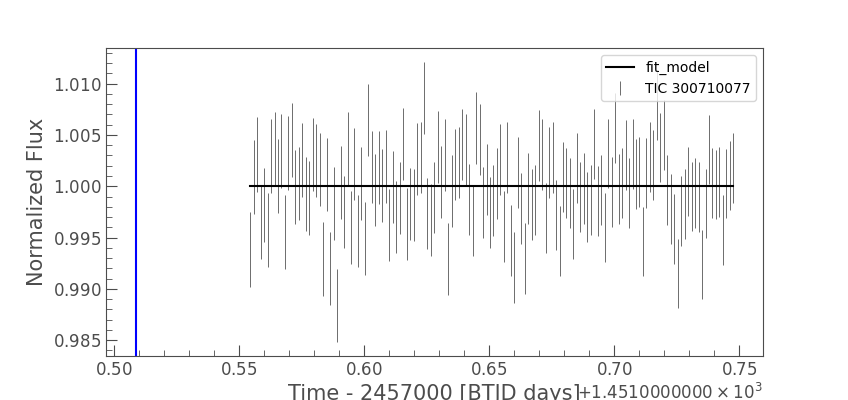 fit_model
TIC 300710077
Normalized Flux
1.010
1.005
1.000
0.995
0.990
0.985
0.50
0.55
0.60
0.65
0.70
0.75
Time - 2457000 [BTJD days]
+1.4510000000 × 10³